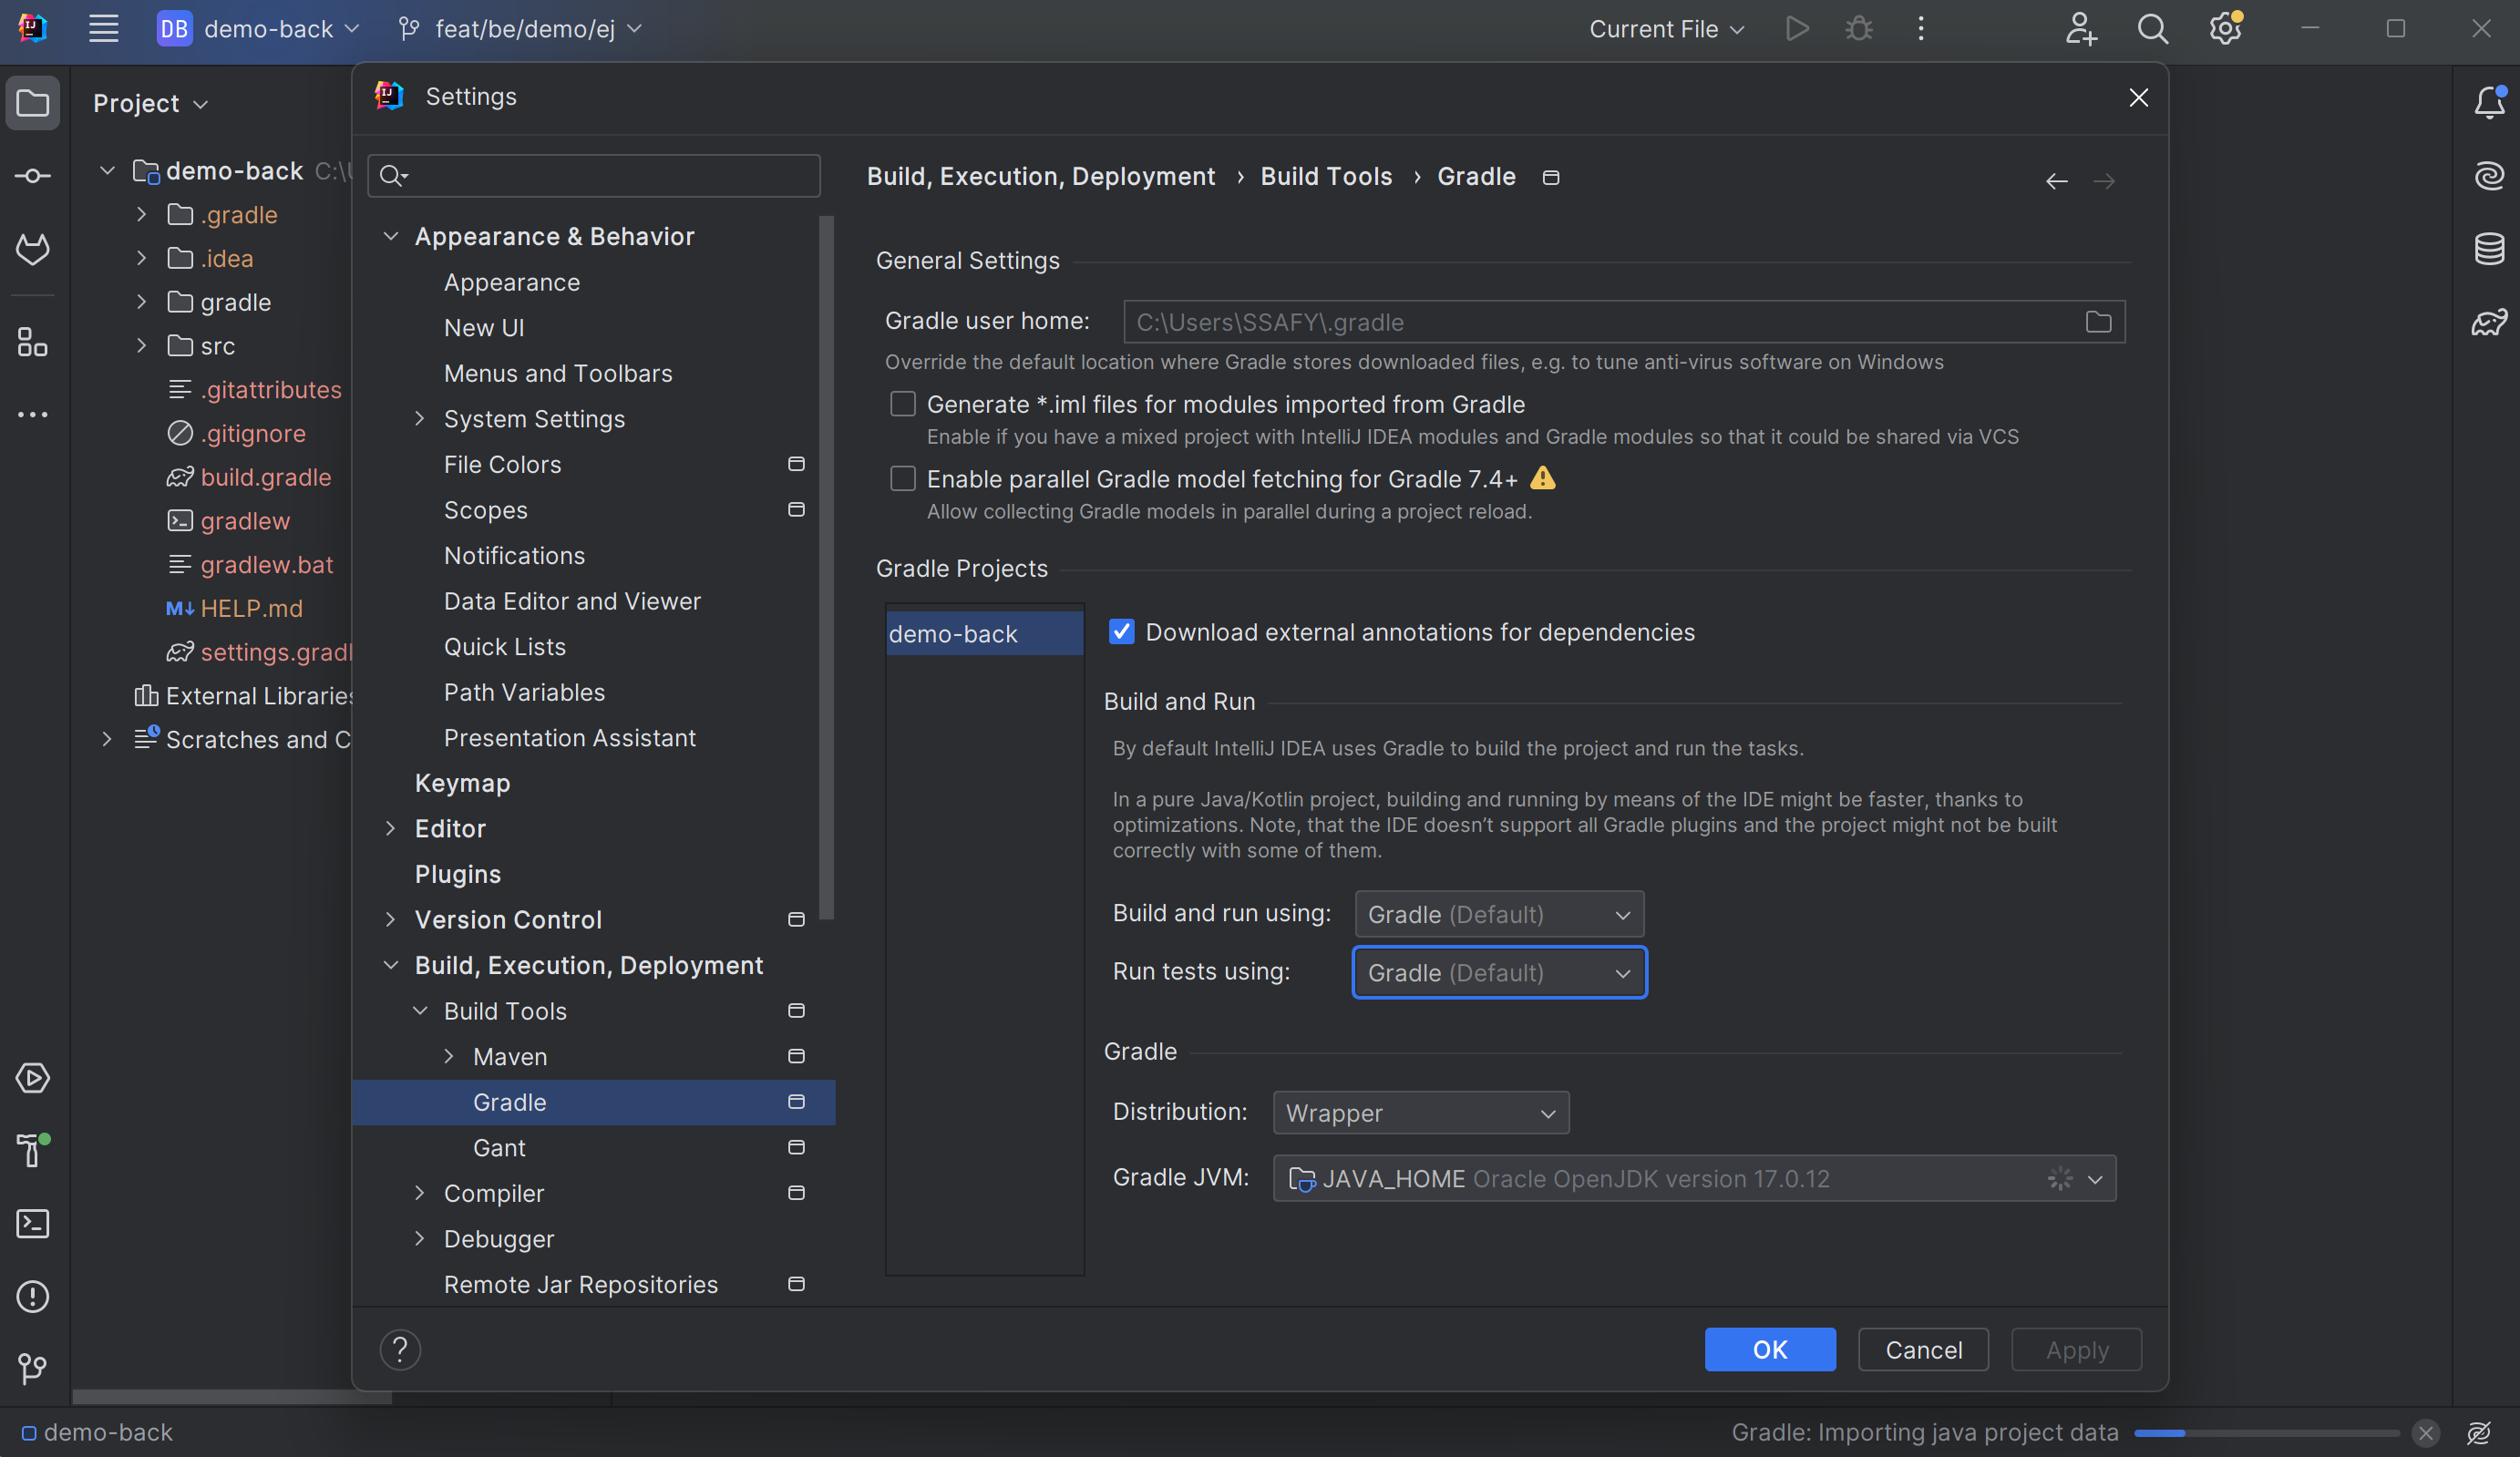 DB demo-back
feat/be/demo/ej
Current File
Project
demo-back C:\
.gradle
.idea
gradle
src
.gitattributes
.gitignore
build.gradle
gradlew
gradlew.bat
M↓ HELP.md
settings.gradl
External Libraries
Scratches and C
Settings
Appearance & Behavior
Appearance
New UI
Menus and Toolbars
System Settings
File Colors
Scopes
Notifications
Data Editor and Viewer
Quick Lists
Path Variables
Presentation Assistant
Keymap
Editor
Plugins
Version Control
Build, Execution, Deployment
Build Tools
Maven
Gradle
Gant
Compiler
Debugger
Remote Jar Repositories
Build, Execution, Deployment › Build Tools › Gradle
General Settings
Gradle user home: C:\Users\SSAFY\.gradle
Override the default location where Gradle stores downloaded files, e.g. to tune anti-virus software on Windows
Generate *.iml files for modules imported from Gradle
Enable if you have a mixed project with IntelliJ IDEA modules and Gradle modules so that it could be shared via VCS
Enable parallel Gradle model fetching for Gradle 7.4+
Allow collecting Gradle models in parallel during a project reload.
Gradle Projects
demo-back
Download external annotations for dependencies
Build and Run
By default IntelliJ IDEA uses Gradle to build the project and run the tasks.
In a pure Java/Kotlin project, building and running by means of the IDE might be faster, thanks to
optimizations. Note, that the IDE doesn’t support all Gradle plugins and the project might not be built
correctly with some of them.
Build and run using: Gradle (Default)
Run tests using: Gradle (Default)
Gradle
Distribution: Wrapper
Gradle JVM: JAVA_HOME Oracle OpenJDK version 17.0.12
?
OK
Cancel
Apply
demo-back
Gradle: Importing java project data